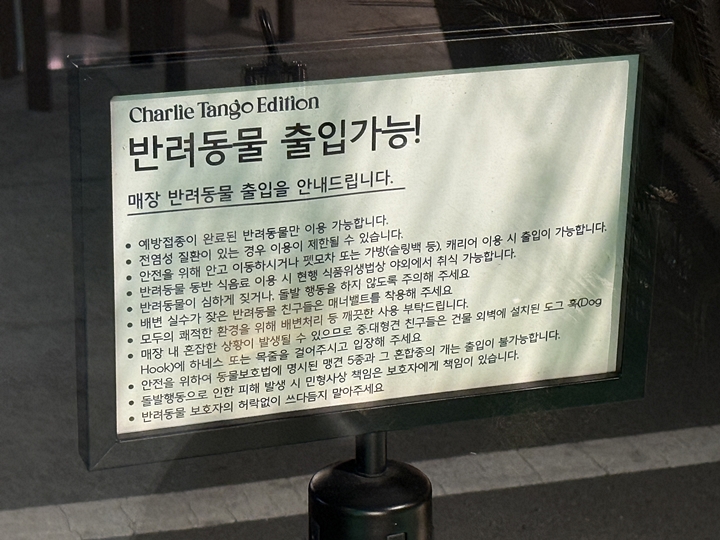 Charlie Tango Edition
반려동물 출입가능!
매장 반려동물 출입을 안내드립니다.
• 예방접종이 완료된 반려동물만 이용 가능합니다.
• 전염성 질환이 있는 경우 이용이 제한될 수 있습니다.
• 안전을 위해 안고 이동하시거나 펫모차 또는 가방(슬링백 등), 캐리어 이용 시 출입이 가능합니다.
• 반려동물 동반 식음료 이용 시 현행 식품위생법상 야외에서 취식 가능합니다.
• 반려동물이 심하게 짖거나, 돌발 행동을 하지 않도록 주의해 주세요
• 배변 실수가 잦은 반려동물 친구들은 매너밸트를 착용해 주세요
• 모두의 쾌적한 환경을 위해 배변처리 등 깨끗한 사용 부탁드립니다.
• 매장 내 혼잡한 상황이 발생될 수 있으므로 중.대형견 친구들은 건물 외벽에 설치된 도그 훅(Dog
Hook)에 하네스 또는 목줄을 걸어주시고 입장해 주세요
• 안전을 위하여 동물보호법에 명시된 맹견 5종과 그 혼합종의 개는 출입이 불가능합니다.
• 돌발행동으로 인한 피해 발생 시 민형사상 책임은 보호자에게 책임이 있습니다.
• 반려동물 보호자의 허락없이 쓰다듬지 말아주세요